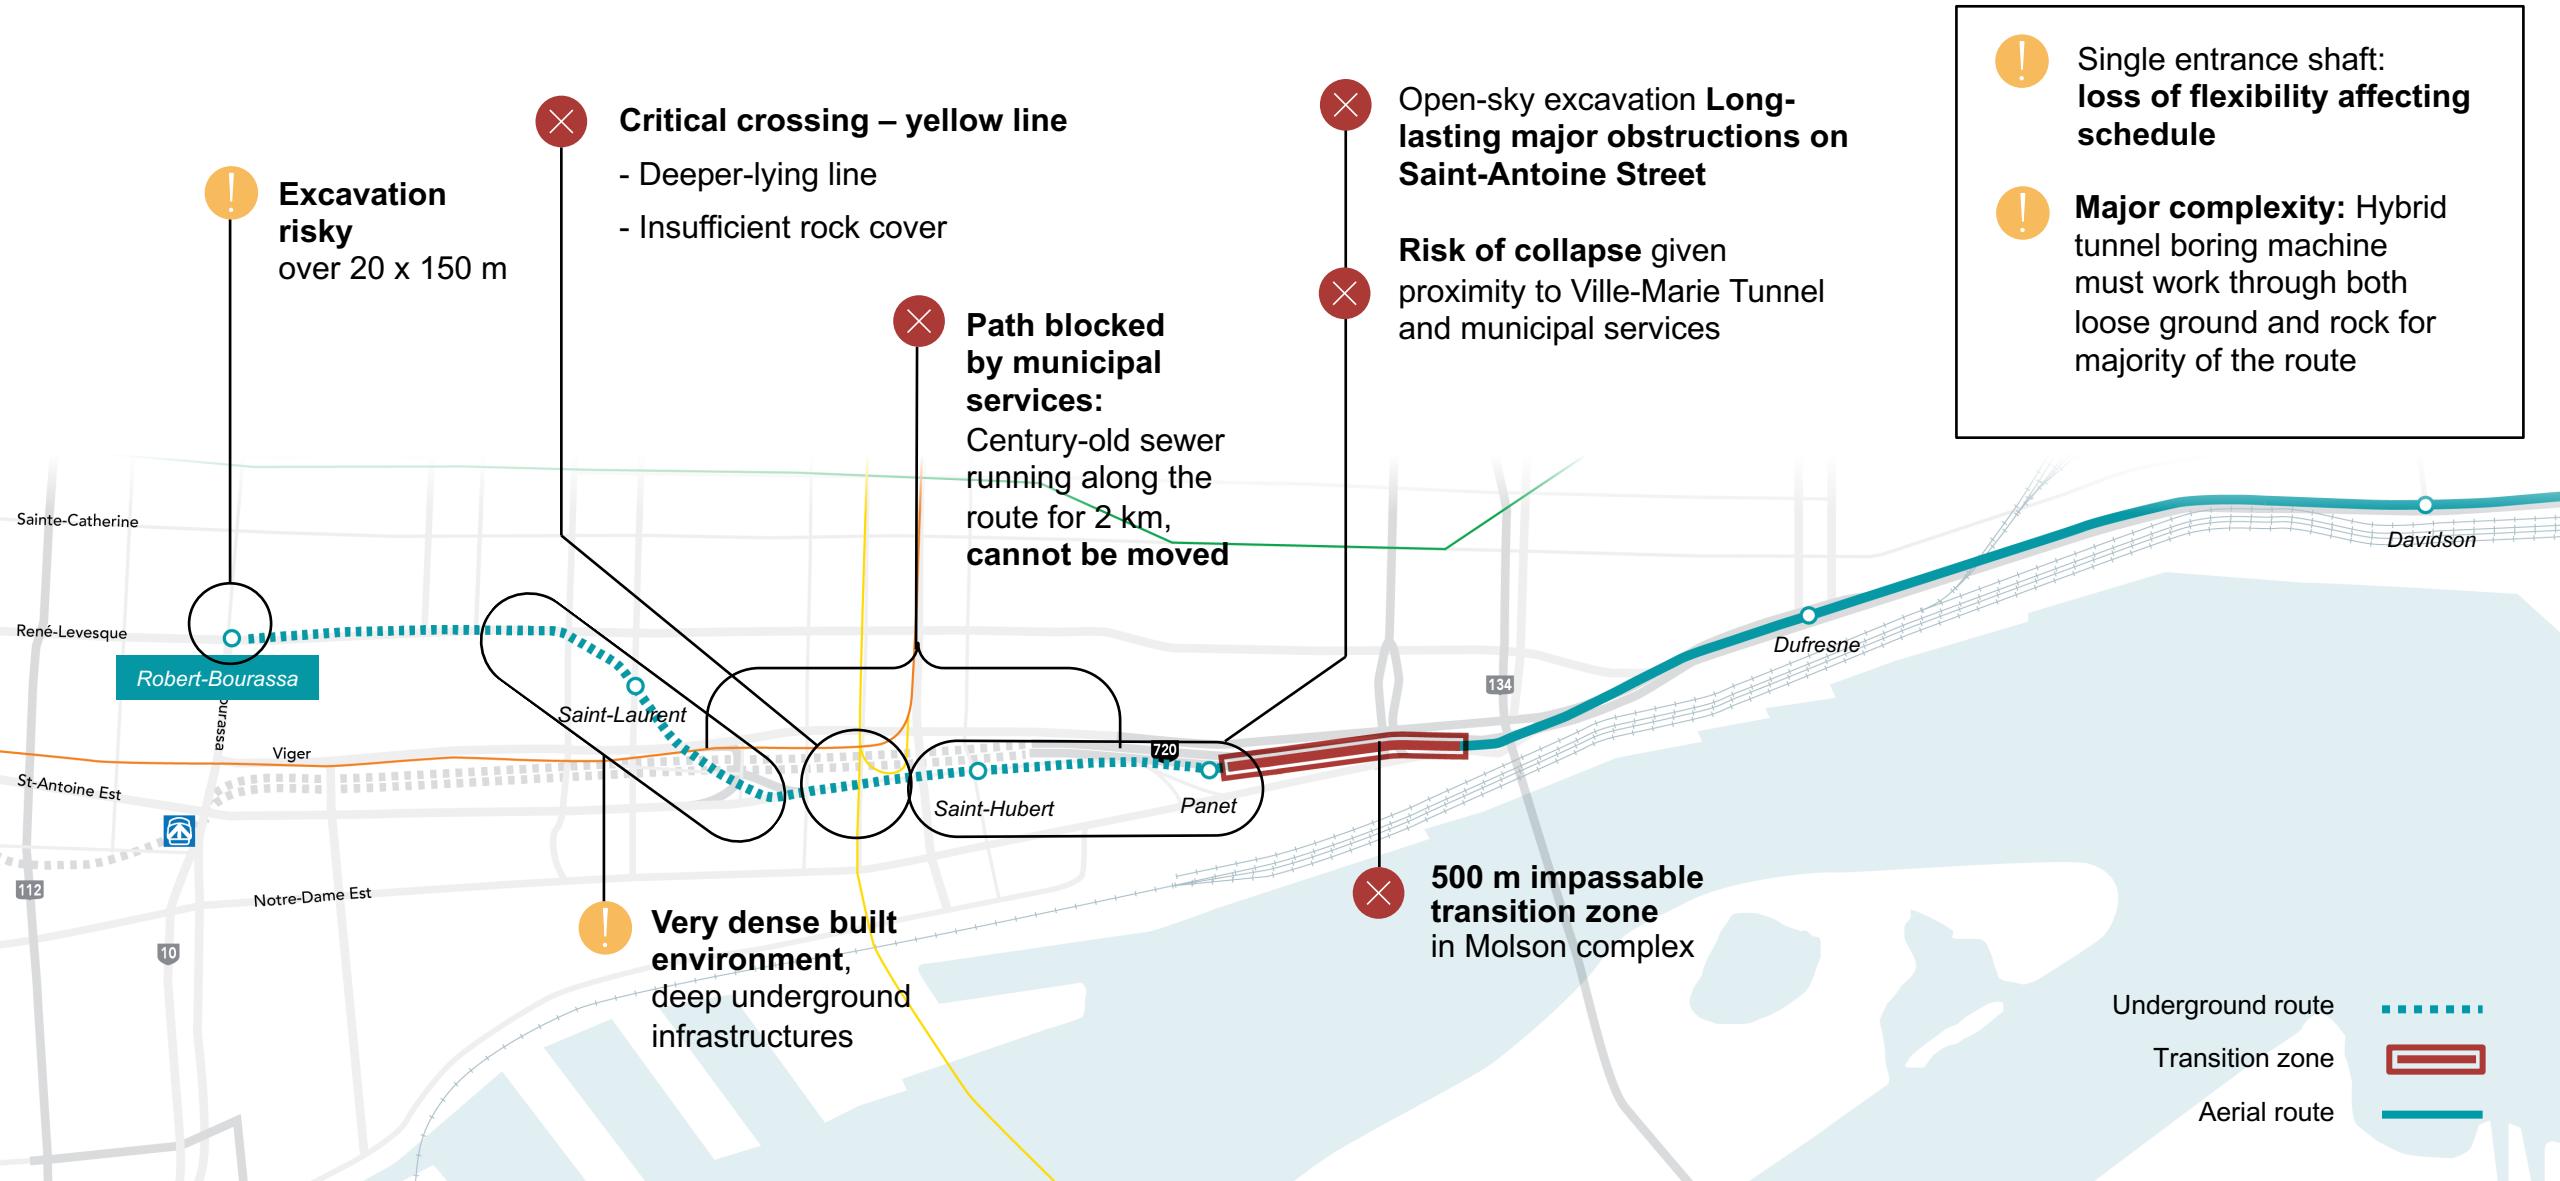 Single entrance shaft:
loss of flexibility affecting
schedule
Major complexity: Hybrid
tunnel boring machine
must work through both
loose ground and rock for
majority of the route
Open-sky excavation Long-
lasting major obstructions on
Saint-Antoine Street
Risk of collapse given
proximity to Ville-Marie Tunnel
and municipal services
Critical crossing – yellow line
- Deeper-lying line
- Insufficient rock cover
Excavation
risky
over 20 x 150 m
Path blocked
by municipal
services:
Century-old sewer
running along the
route for 2 km,
cannot be moved
Sainte-Catherine
René-Levesque
Robert-Bourassa
ourassa
Viger
St-Antoine Est
Notre-Dame Est
112
10
Saint-Laurent
Saint-Hubert
720
Panet
134
Dufresne
Davidson
Very dense built
environment,
deep underground
infrastructures
500 m impassable
transition zone
in Molson complex
Underground route
Transition zone
Aerial route